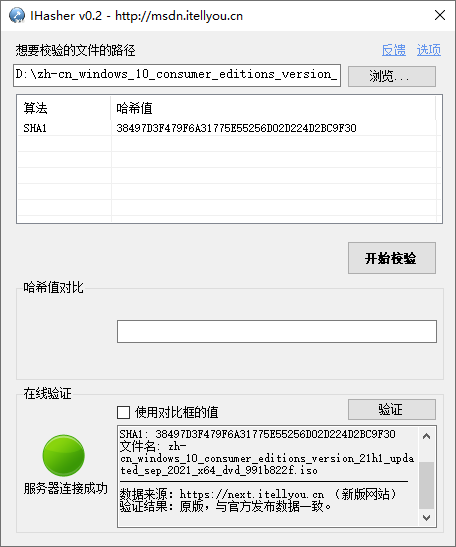 IHasher v0.2 - http://msdn.itellyou.cn
想要校验的文件的路径 反馈 选项
D:\zh-cn_windows_10_consumer_editions_version_ 浏览...
算法 哈希值
SHA1 38497D3F479F6A31775E55256D02D224D2BC9F30
开始校验
哈希值对比
在线验证
使用对比框的值 验证
SHA1: 38497D3F479F6A31775E55256D02D224D2BC9F30
文件名: zh-
cn_windows_10_consumer_editions_version_21h1_upda
ted_sep_2021_x64_dvd_991b822f.iso
数据来源：https://next.itellyou.cn （新版网站）
验证结果：原版，与官方发布数据一致。
服务器连接成功